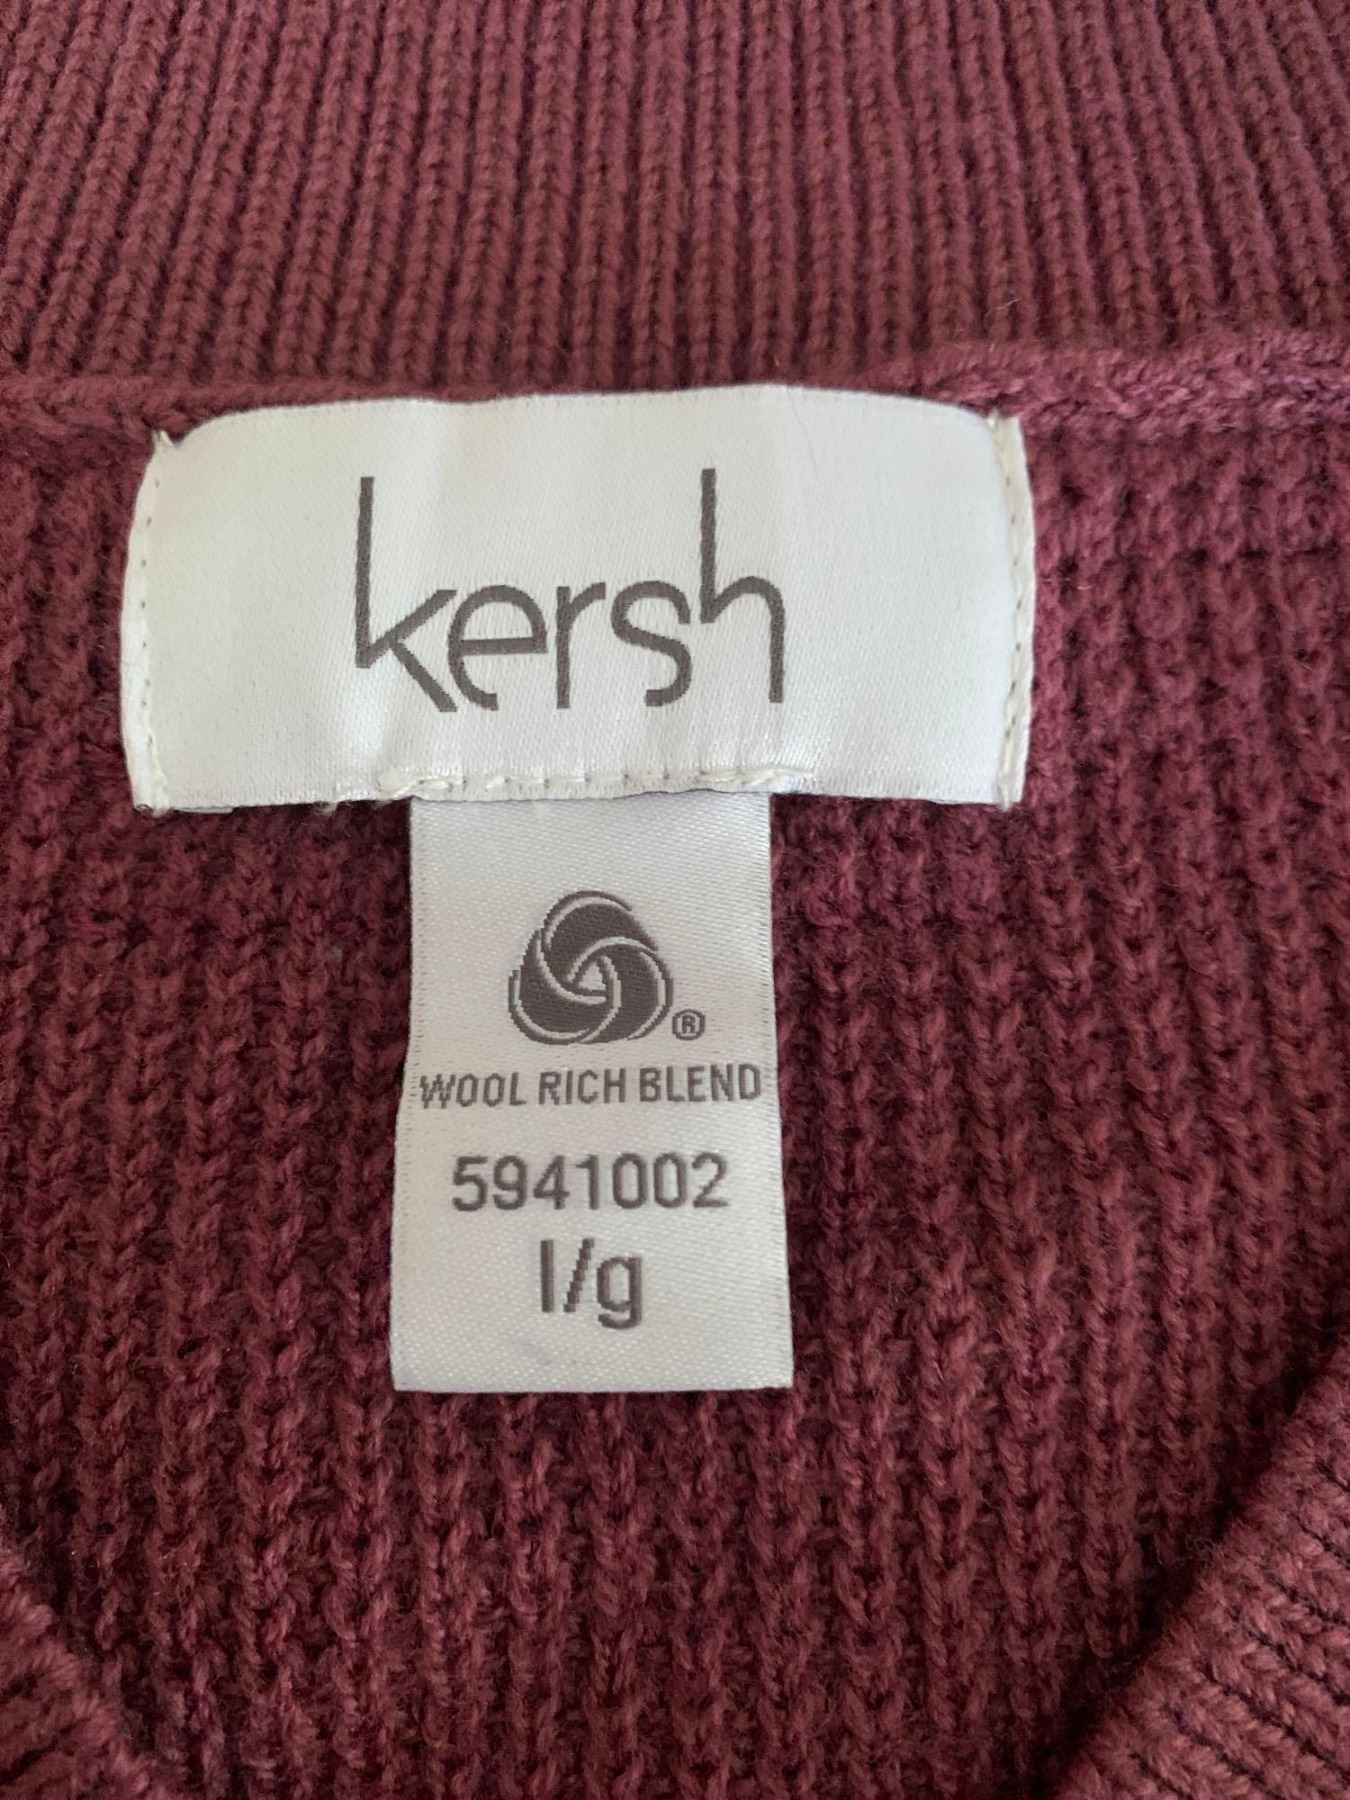 kersh
®
WOOL RICH BLEND
5941002
l/g